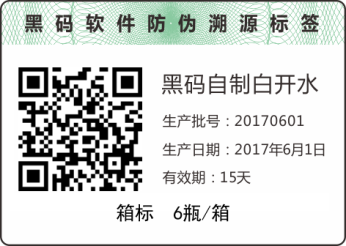 黑码软件防伪溯源标签
黑码自制白开水
生产批号：20170601
生产日期：2017年6月1日
有效期：15天
箱标 6瓶/箱